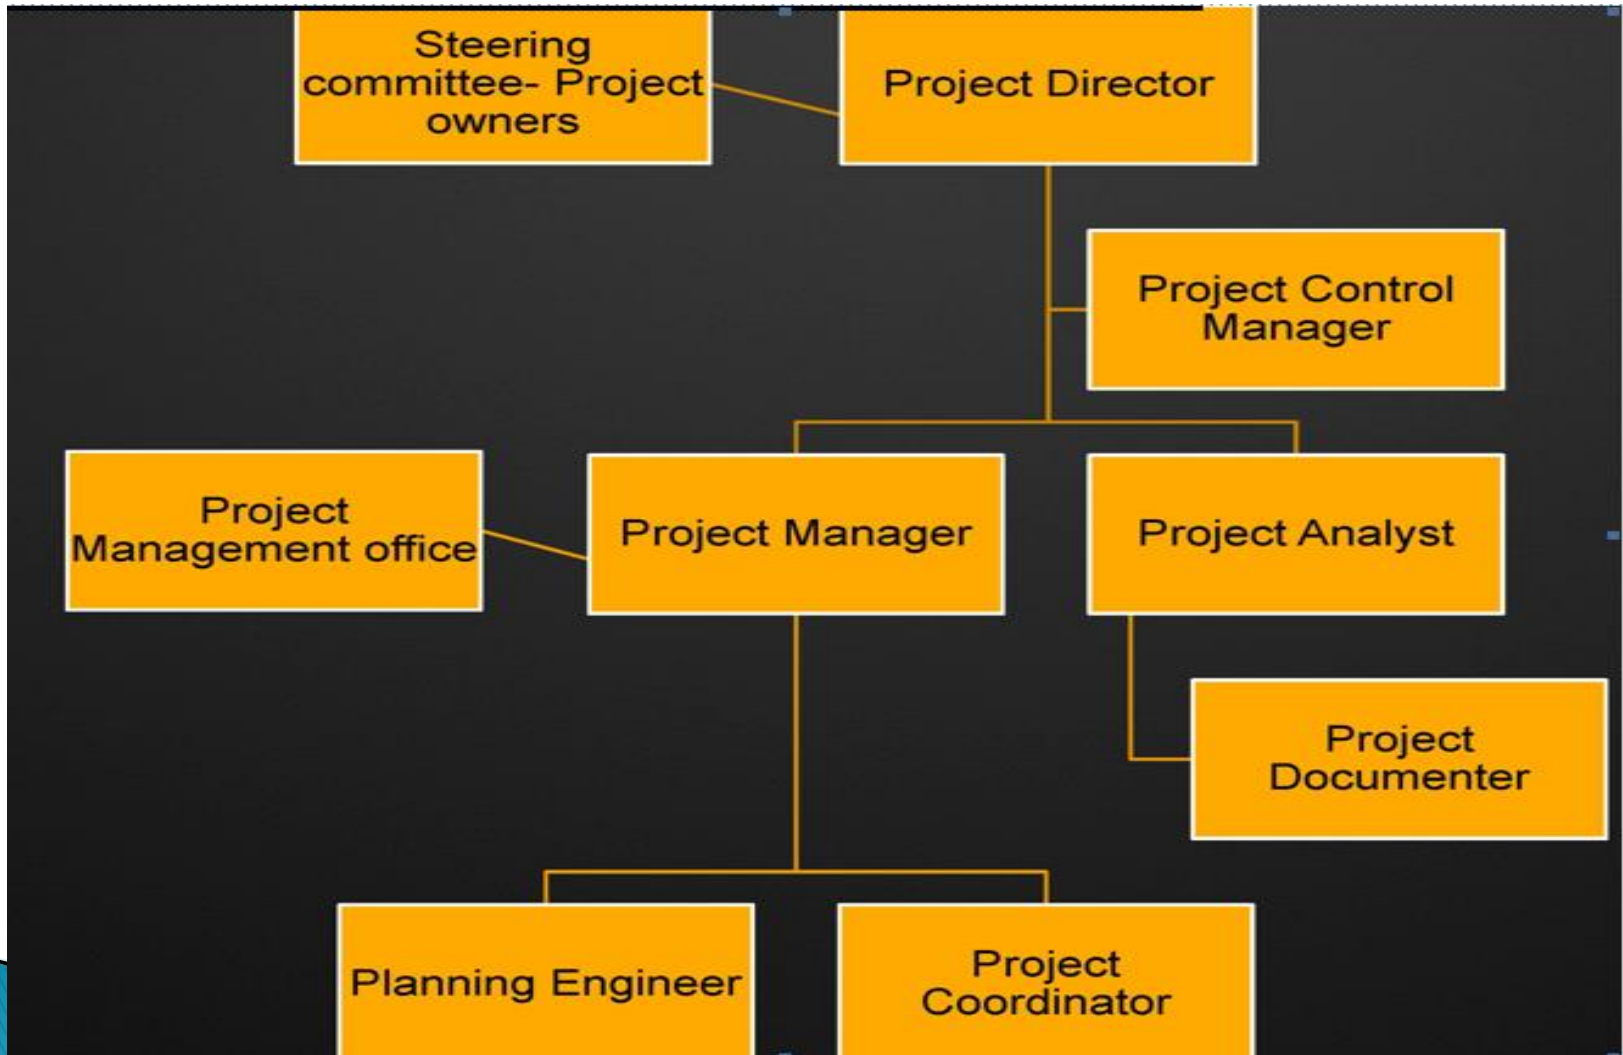 Steering
committee- Project
owners
Project Director
Project Control
Manager
Project
Management office
Project Manager
Project Analyst
Project
Documenter
Planning Engineer
Project
Coordinator